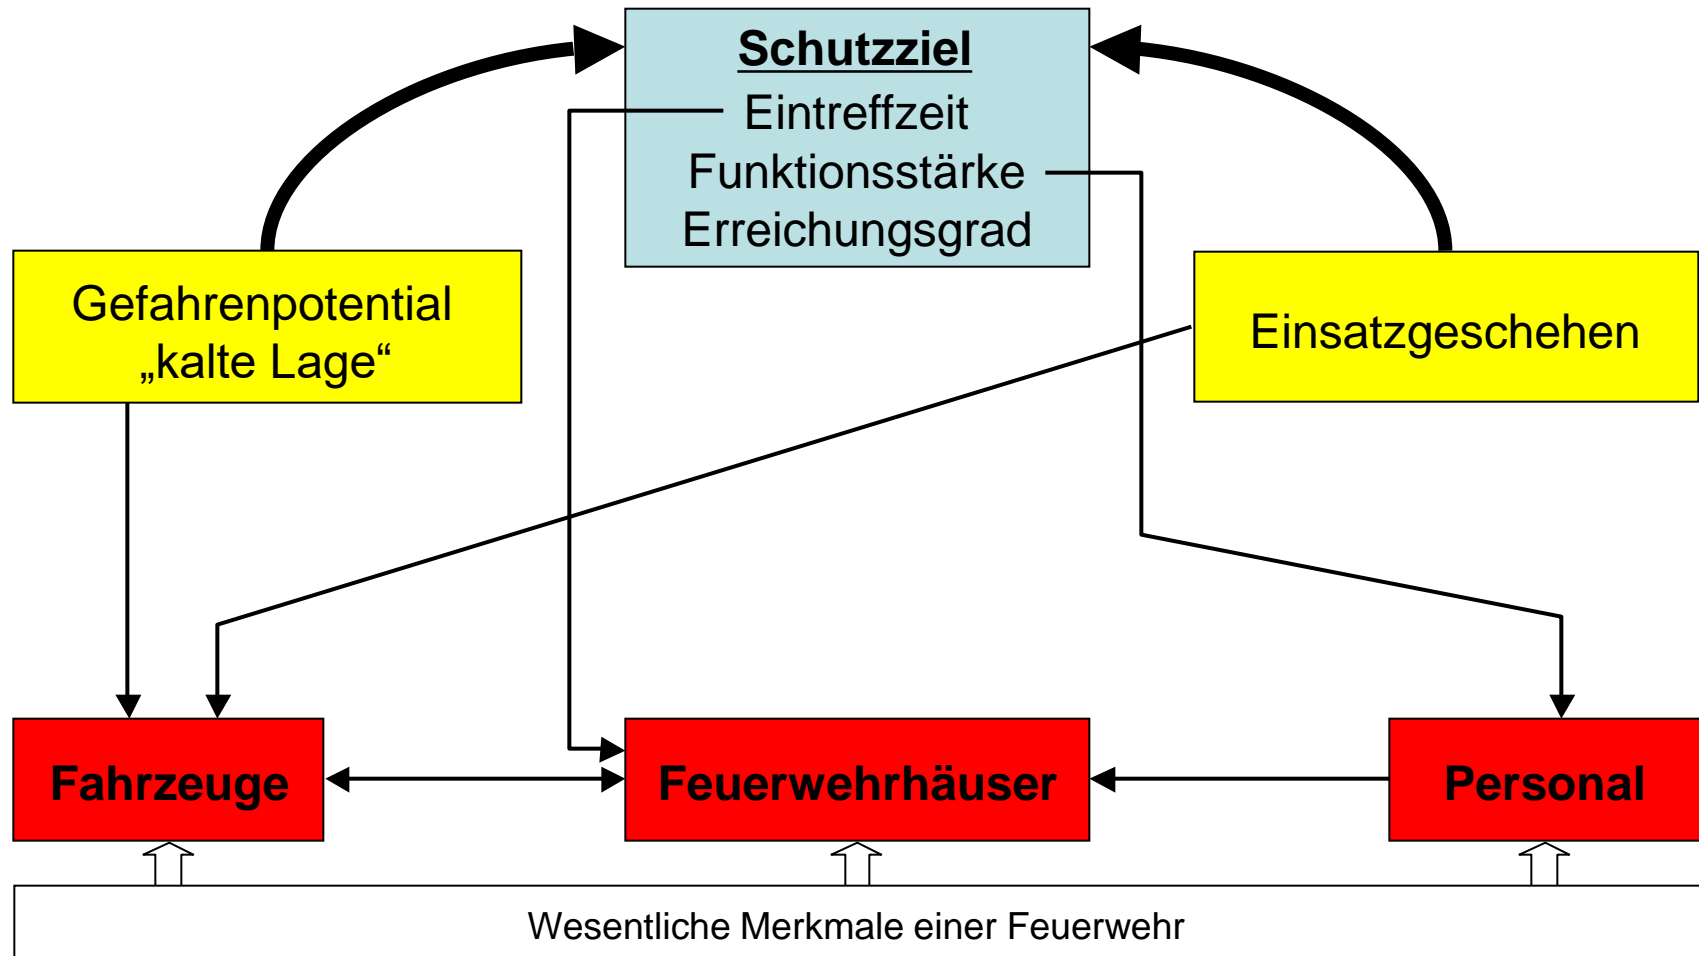 Schutzziel
Eintreffzeit
Funktionsstärke
Erreichungsgrad
Gefahrenpotential
„kalte Lage“
Einsatzgeschehen
Fahrzeuge
Feuerwehrhäuser
Personal
Wesentliche Merkmale einer Feuerwehr